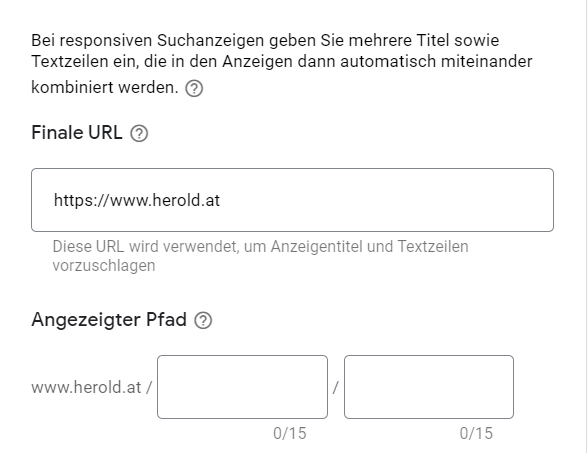 Bei responsiven Suchanzeigen geben Sie mehrere Titel sowie
Textzeilen ein, die in den Anzeigen dann automatisch miteinander
kombiniert werden. ?
Finale URL ?
https://www.herold.at
Diese URL wird verwendet, um Anzeigentitel und Textzeilen
vorzuschlagen
Angezeigter Pfad ?
www.herold.at / /
0/15 0/15